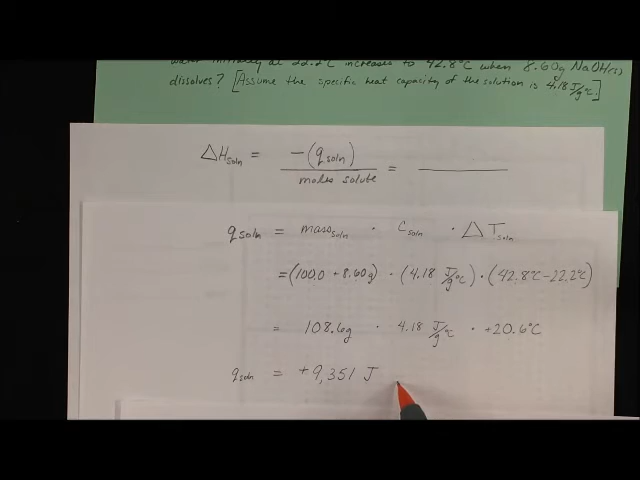 water initially at 22.2°C increases to 42.8°C when 8.60g NaOH(s)
dissolves? [Assume the specific heat capacity of the solution is 4.18 J/g°C.]
ΔHsoln = -(qsoln) / moles solute = ________
qsoln = masssoln · Csoln · ΔTsoln
= (100.0 + 8.60g) · (4.18 J/g°C) · (42.8°C - 22.2°C)
= 108.6g · 4.18 J/g°C · +20.6°C
qsoln = +9,351 J